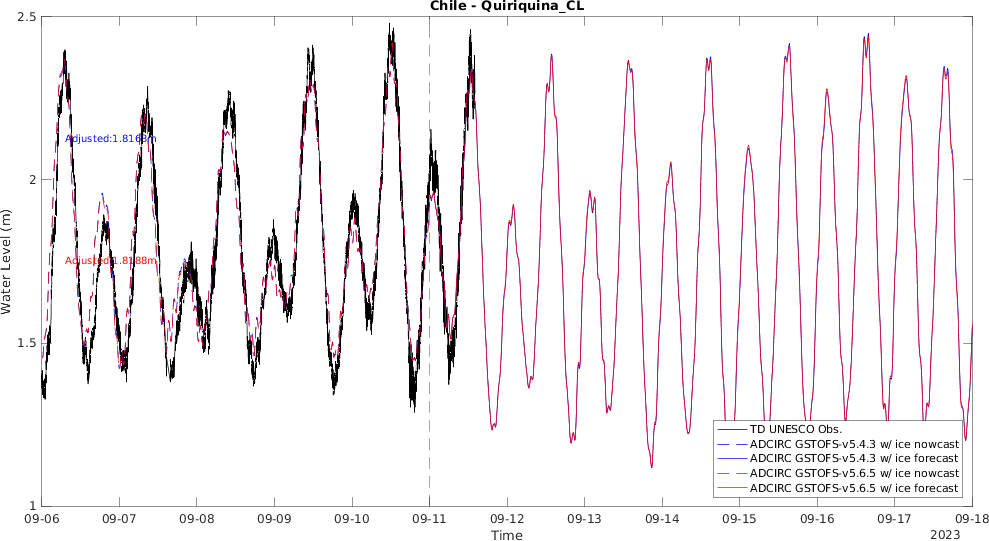 Chile - Quiriquina_CL
2.5
2
1.5
1
Water Level (m)
Adjusted:1.8163m
Adjusted:1.8188m
TD UNESCO Obs.
ADCIRC GSTOFS-v5.4.3 w/ ice nowcast
ADCIRC GSTOFS-v5.4.3 w/ ice forecast
ADCIRC GSTOFS-v5.6.5 w/ ice nowcast
ADCIRC GSTOFS-v5.6.5 w/ ice forecast
09-06 09-07 09-08 09-09 09-10 09-11 09-12 09-13 09-14 09-15 09-16 09-17 09-18
Time
2023